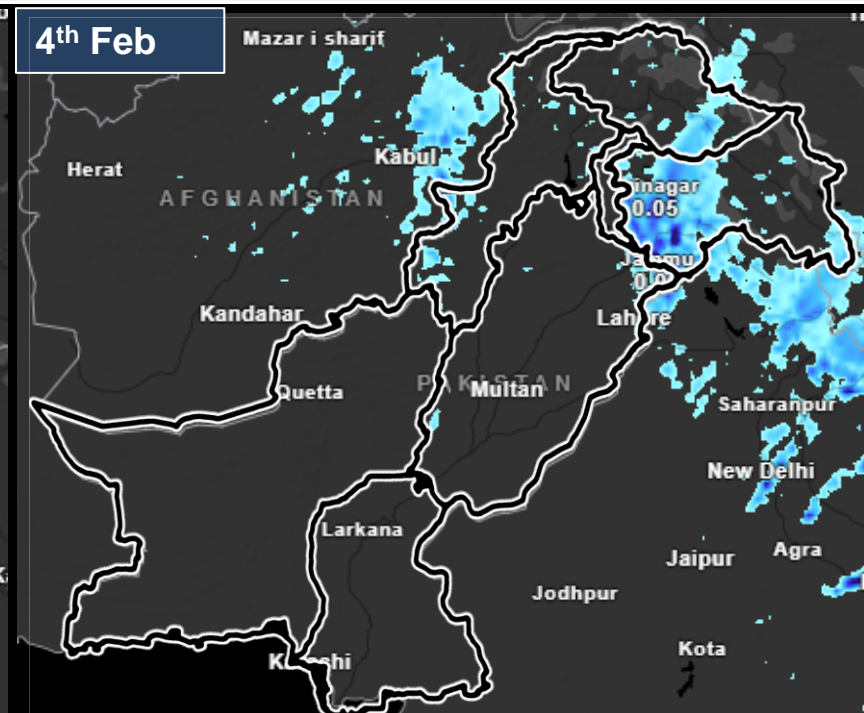 4th Feb
Mazar i sharif
Kabul
Herat
AFGHANISTAN
inagar
0.05
Kandahar
Lahore
Quetta
PAKISTAN
Multan
Saharanpur
New Delhi
Larkana
Jaipur
Agra
Jodhpur
Kota